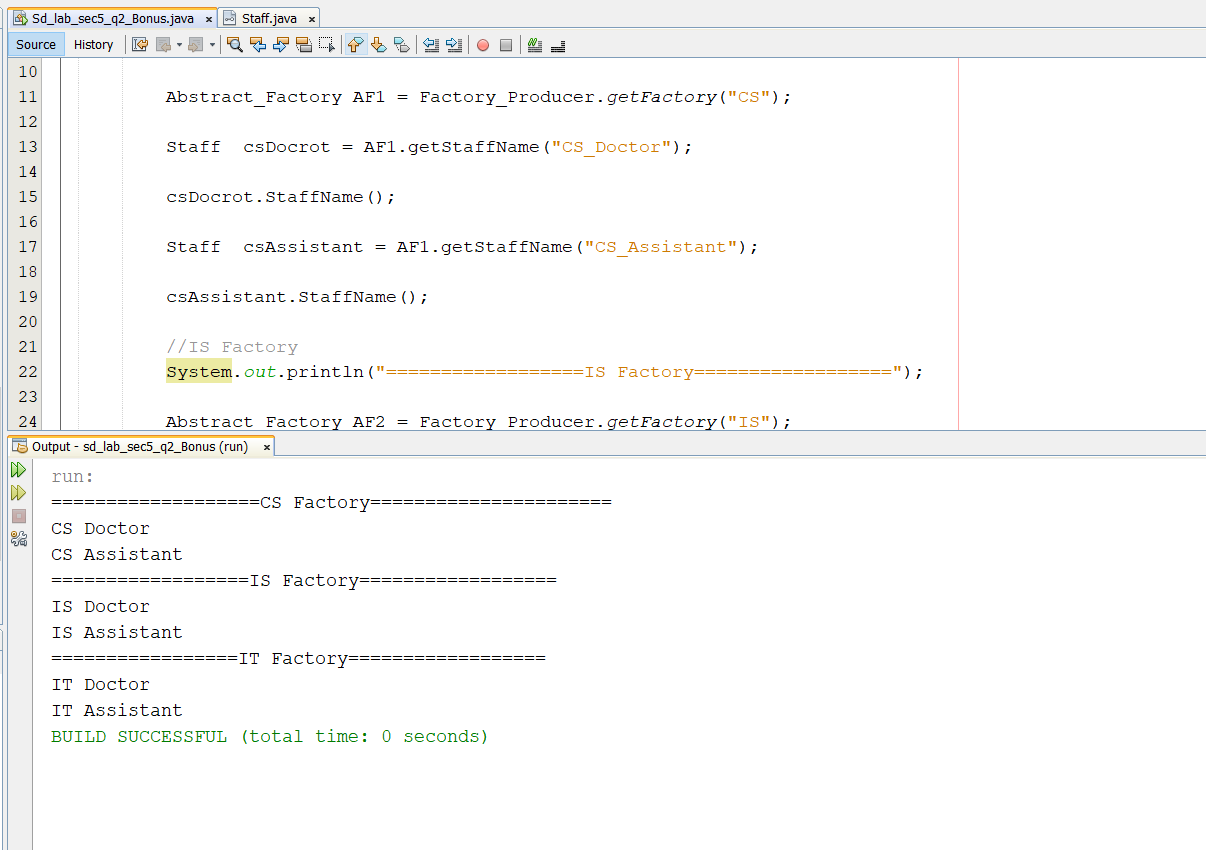 Sd_lab_sec5_q2_Bonus.java × Staff.java ×
Source History
10
11 Abstract_Factory AF1 = Factory_Producer.getFactory("CS");
12
13 Staff  csDocrot = AF1.getStaffName("CS_Doctor");
14
15 csDocrot.StaffName();
16
17 Staff  csAssistant = AF1.getStaffName("CS_Assistant");
18
19 csAssistant.StaffName();
20
21 //IS Factory
22 System.out.println("==================IS Factory==================");
23
24 Abstract_Factory AF2 = Factory_Producer.getFactory("IS");
Output - sd_lab_sec5_q2_Bonus (run) ×
run:
===================CS Factory======================
CS Doctor
CS Assistant
==================IS Factory==================
IS Doctor
IS Assistant
=================IT Factory==================
IT Doctor
IT Assistant
BUILD SUCCESSFUL (total time: 0 seconds)